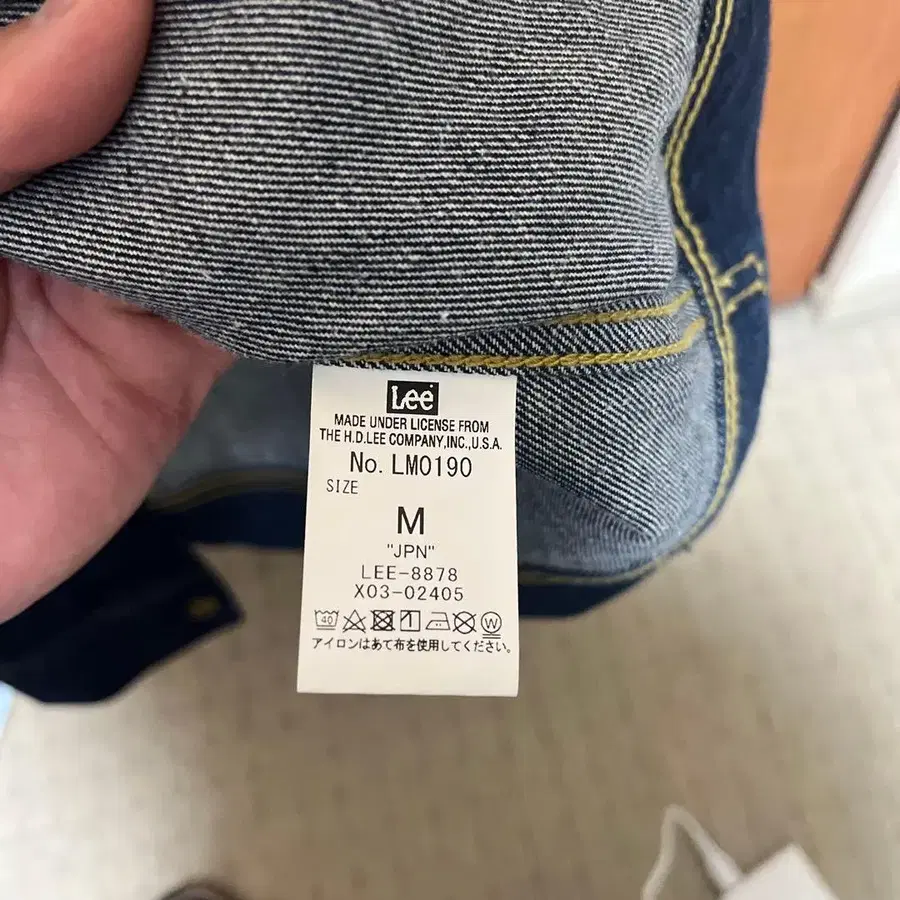 Lee
MADE UNDER LICENSE FROM
THE H.D.LEE COMPANY,INC.,U.S.A.
No. LM0190
SIZE
M
"JPN"
LEE-8878
X03-02405
40 W
アイロンはあて布を使用してください。